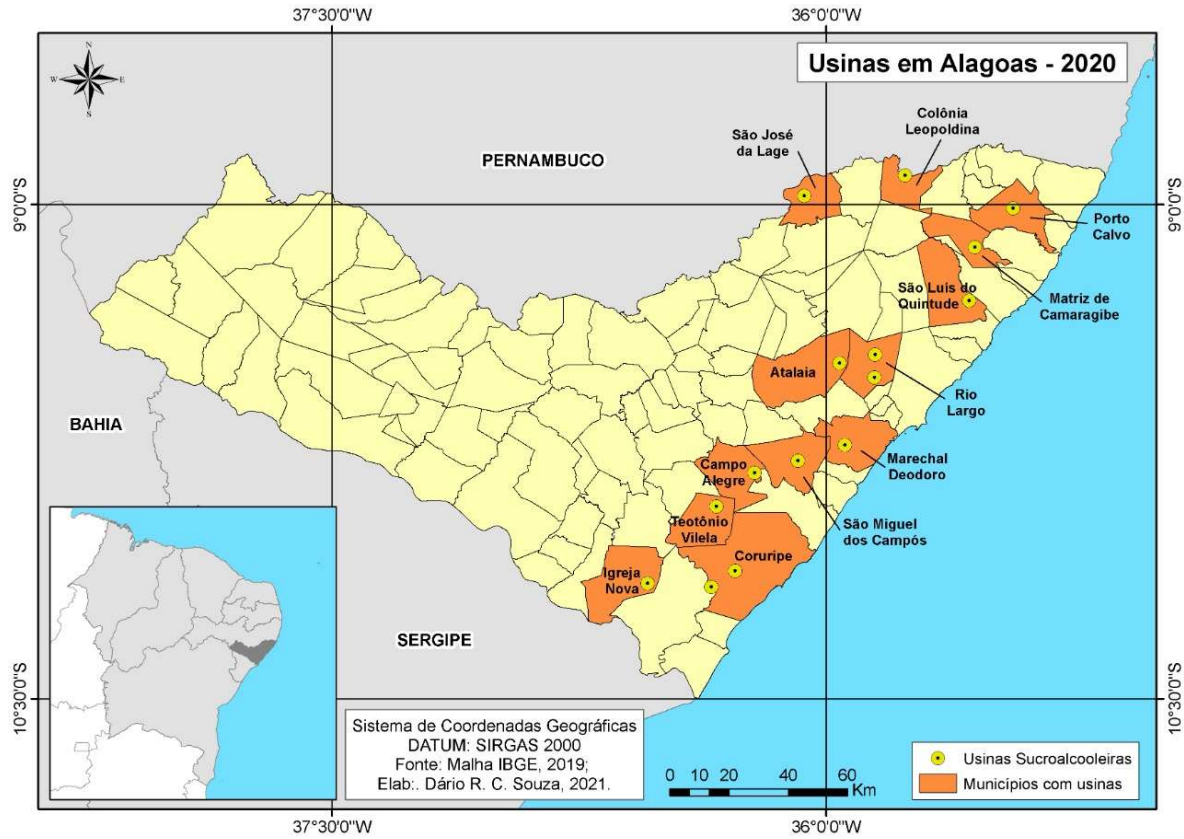 37°30'0"W
36°0'0"W
N
W
E
S
Usinas em Alagoas - 2020
Colônia
Leopoldina
São José
da Lage
PERNAMBUCO
9°0'0"S
9°0'0"S
Porto
Calvo
São Luis do
Quintude
Matriz de
Camaragibe
Atalaia
Rio
Largo
BAHIA
Marechal
Deodoro
Campo
Alegre
São Miguel
dos Campós
Teotônio
Vilela
Coruripe
Igreja
Nova
SERGIPE
10°30'0"S
10°30'0"S
Sistema de Coordenadas Geográficas
DATUM: SIRGAS 2000
Fonte: Malha IBGE, 2019;
Elab:. Dário R. C. Souza, 2021.
0 10 20 40 60
Km
Usinas Sucroalcooleiras
Municípios com usinas
37°30'0"W
36°0'0"W